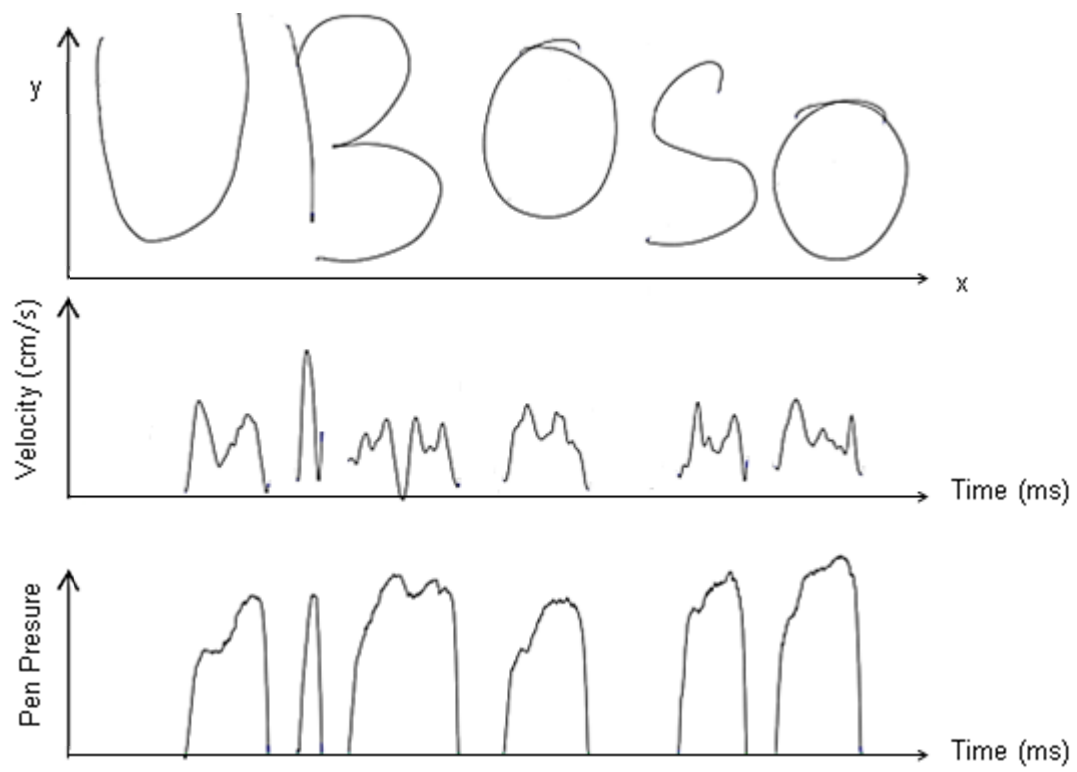 UBOSO
y
x
Velocity (cm/s)
Time (ms)
Pen Presure
Time (ms)